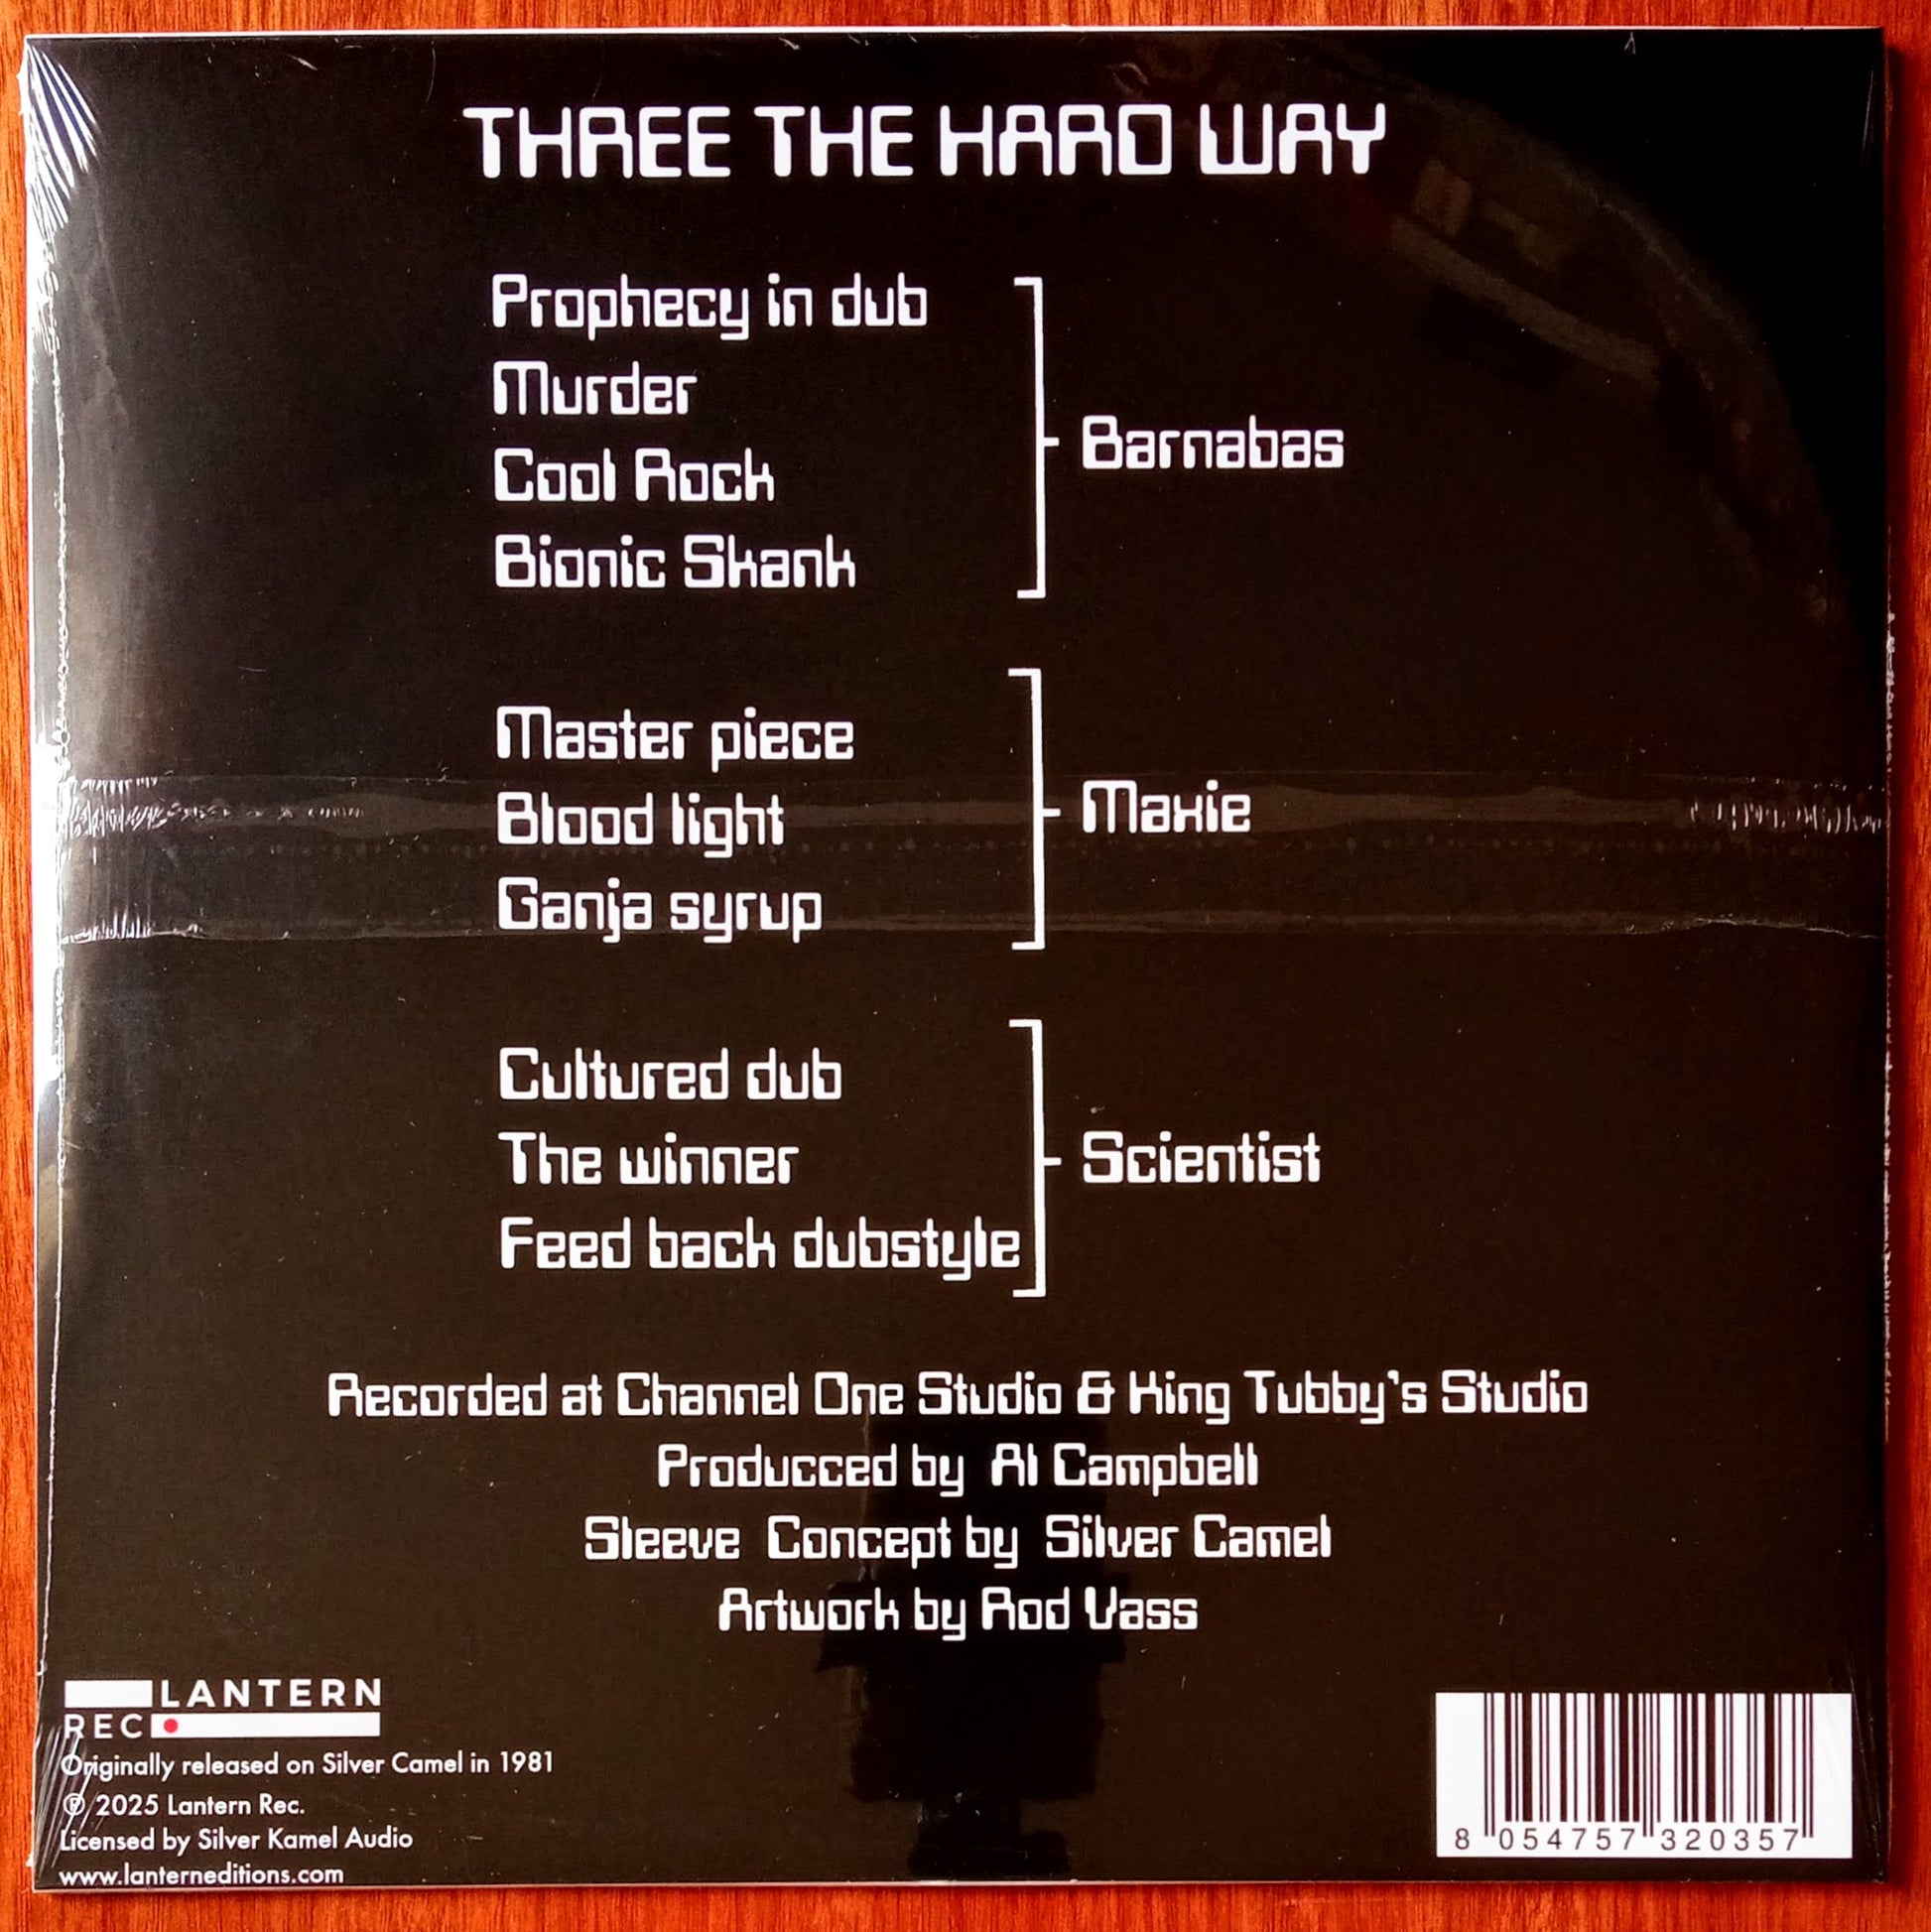 THREE THE HARD WAY
Prophecy in dub
Murder
Cool Rock
Bionic Skank
Barnabas
Master piece
Blood light
Ganja syrup
Maxie
Cultured dub
The winner
Feed back dubstyle
Scientist
Recorded at Channel One Studio & King Tubby's Studio
Producced by Al Campbell
Sleeve Concept by Silver Camel
Artwork by Rod Vass
LANTERN
REC
Originally released on Silver Camel in 1981
℗ 2025 Lantern Rec.
Licensed by Silver Kamel Audio
www.lanterneditions.com
8 054757 320357